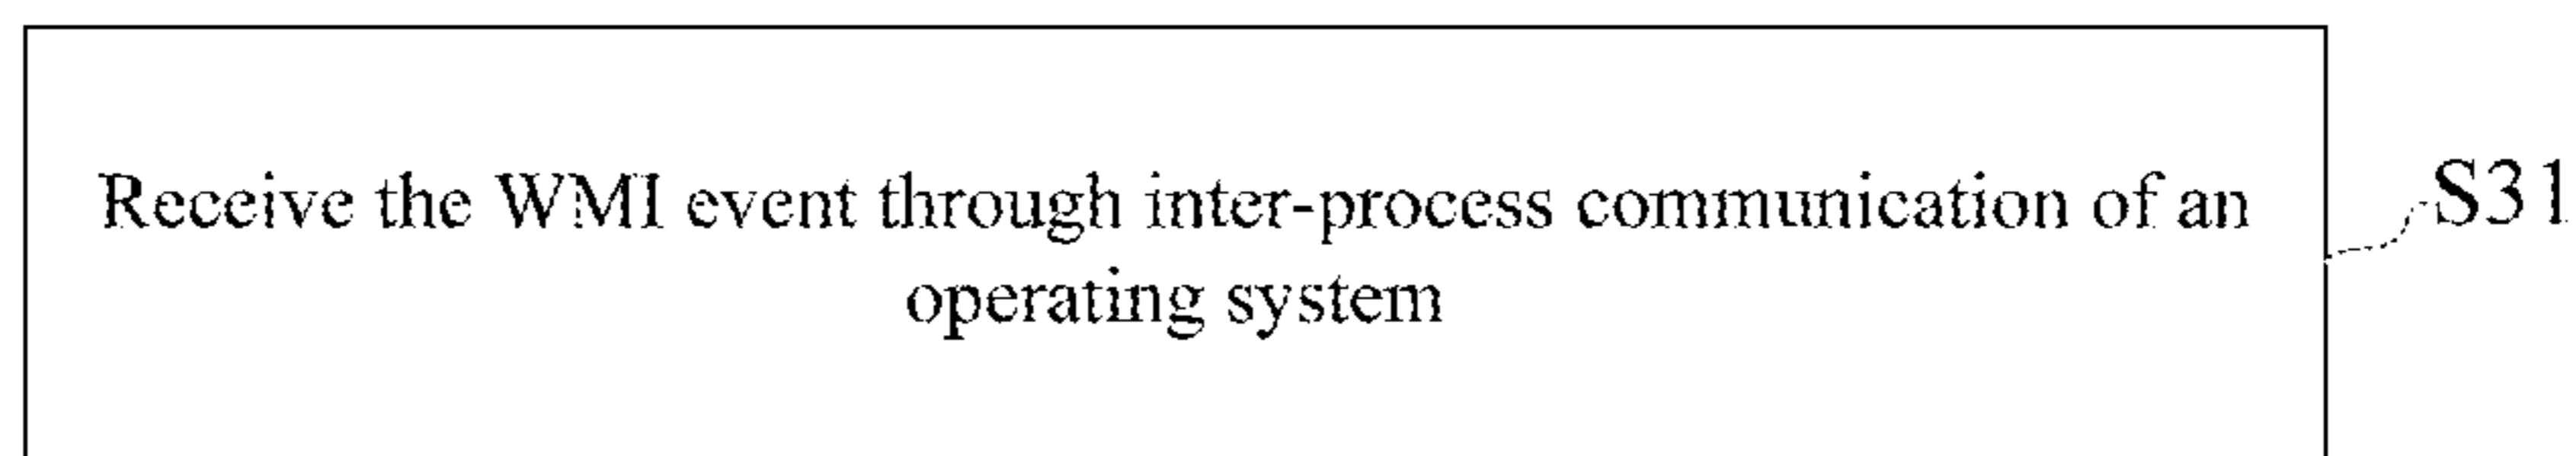 Receive the WMI event through inter-process communication of an
operating system
S31